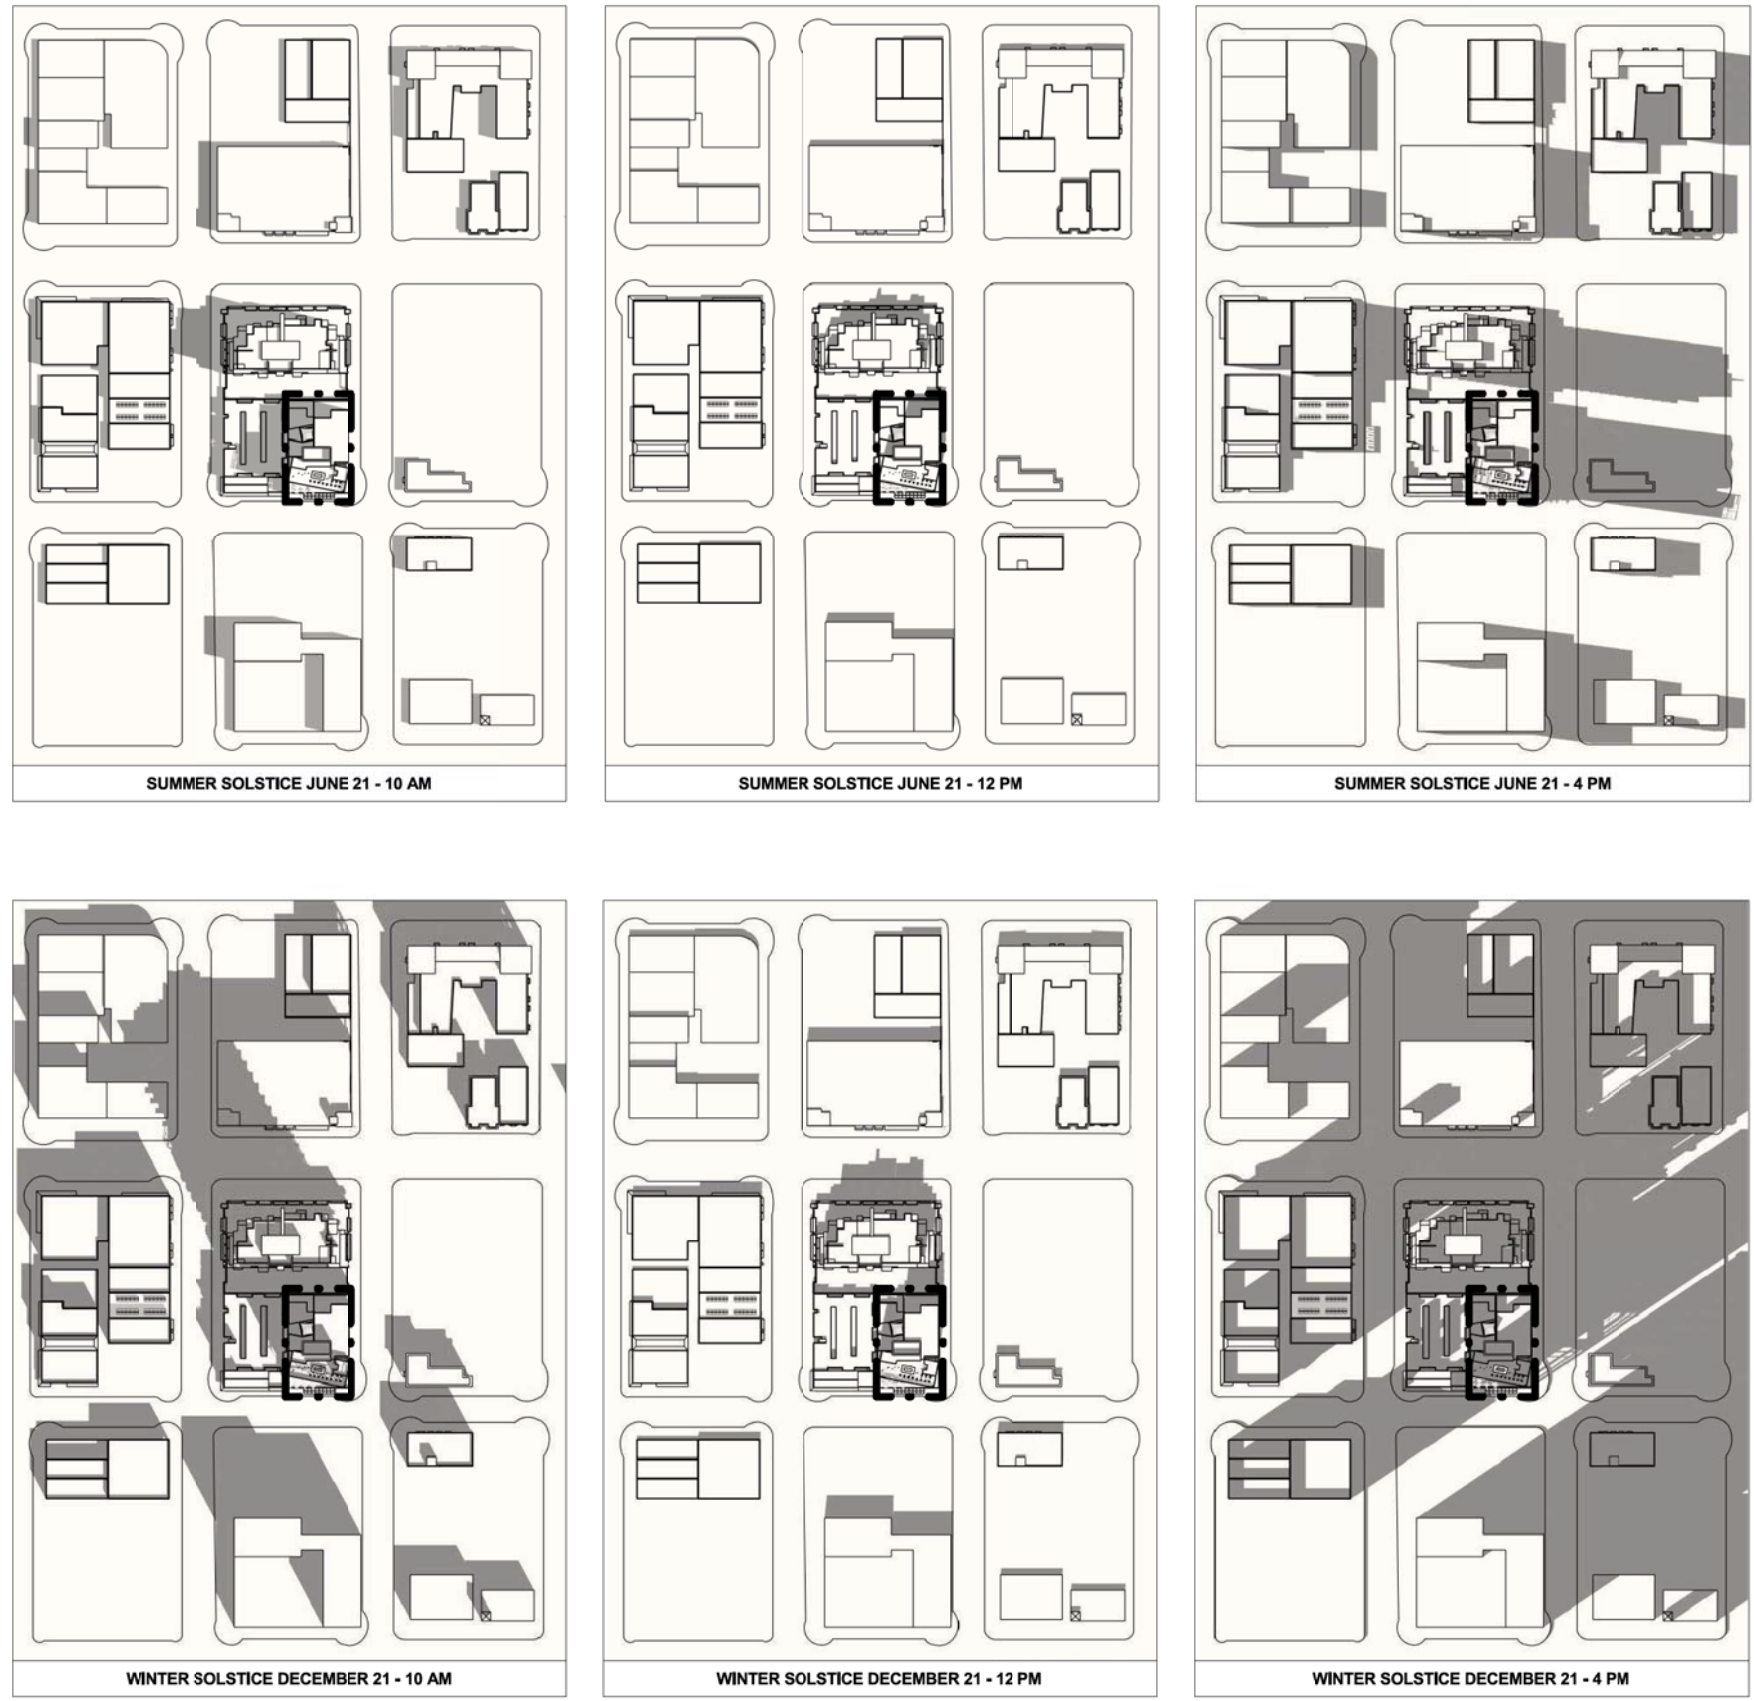 SUMMER SOLSTICE JUNE 21 - 10 AM
SUMMER SOLSTICE JUNE 21 - 12 PM
SUMMER SOLSTICE JUNE 21 - 4 PM
WINTER SOLSTICE DECEMBER 21 - 10 AM
WINTER SOLSTICE DECEMBER 21 - 12 PM
WINTER SOLSTICE DECEMBER 21 - 4 PM